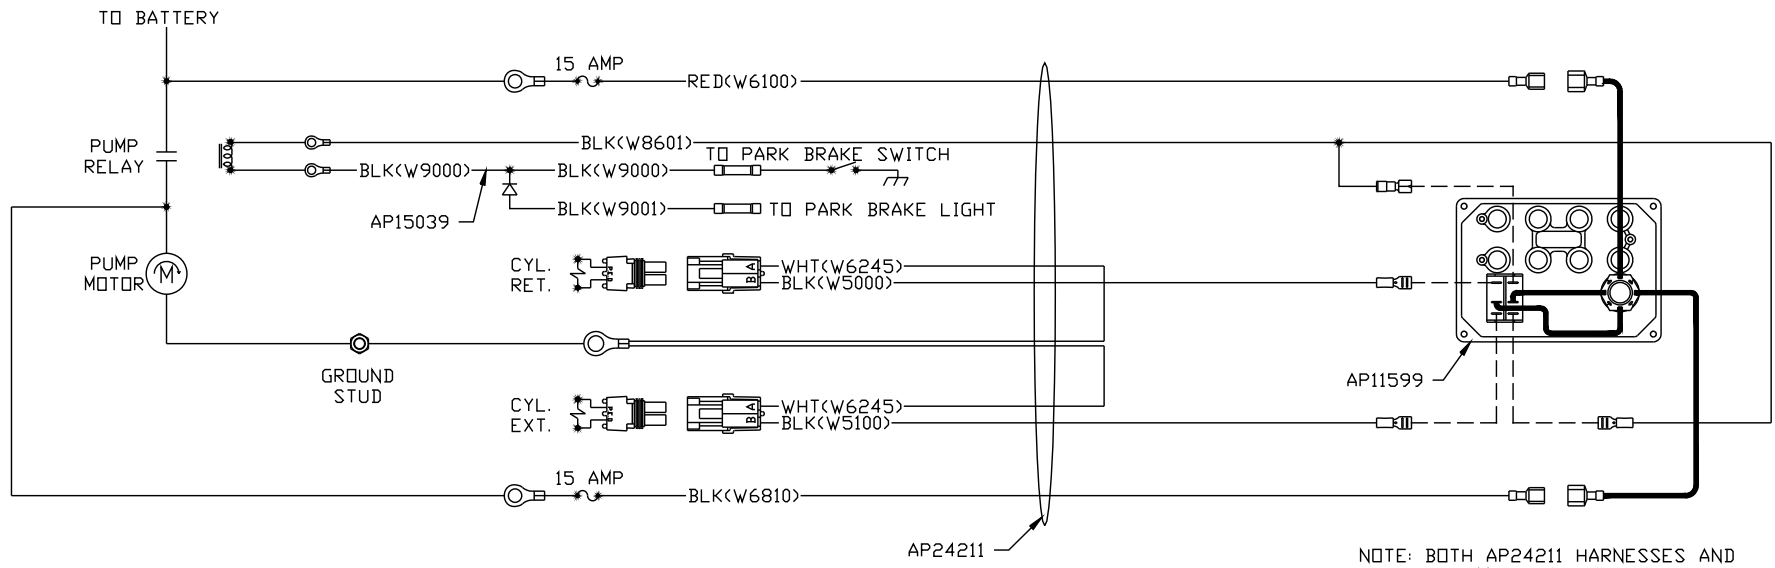 TO BATTERY
15 AMP
RED(W6100)
PUMP
RELAY
BLK(W8601)
TO PARK BRAKE SWITCH
BLK(W9000)
BLK(W9000)
BLK(W9001)
TO PARK BRAKE LIGHT
AP15039
PUMP
MOTOR
M
CYL.
RET.
A
B
WHT(W6245)
BLK(W5000)
GROUND
STUD
AP11599
CYL.
EXT.
A
B
WHT(W6245)
BLK(W5100)
15 AMP
BLK(W6810)
AP24211
NOTE: BOTH AP24211 HARNESSES AND